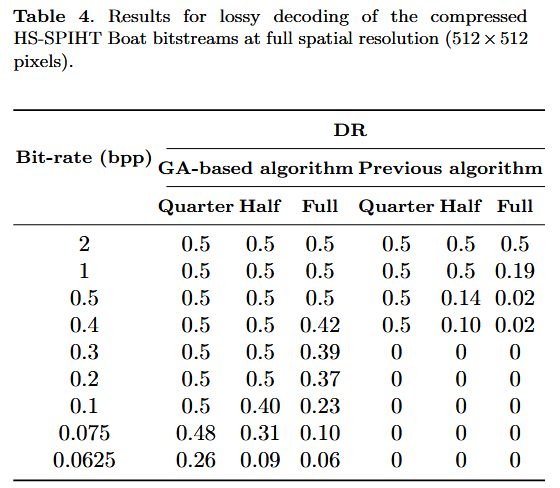 Table 4. Results for lossy decoding of the compressed
HS-SPIHT Boat bitstreams at full spatial resolution (512 × 512
pixels).
DR
Bit-rate (bpp)
GA-based algorithm Previous algorithm
Quarter Half Full Quarter Half Full
2 0.5 0.5 0.5 0.5 0.5 0.5
1 0.5 0.5 0.5 0.5 0.5 0.19
0.5 0.5 0.5 0.5 0.5 0.14 0.02
0.4 0.5 0.5 0.42 0.5 0.10 0.02
0.3 0.5 0.5 0.39 0 0 0
0.2 0.5 0.5 0.37 0 0 0
0.1 0.5 0.40 0.23 0 0 0
0.075 0.48 0.31 0.10 0 0 0
0.0625 0.26 0.09 0.06 0 0 0